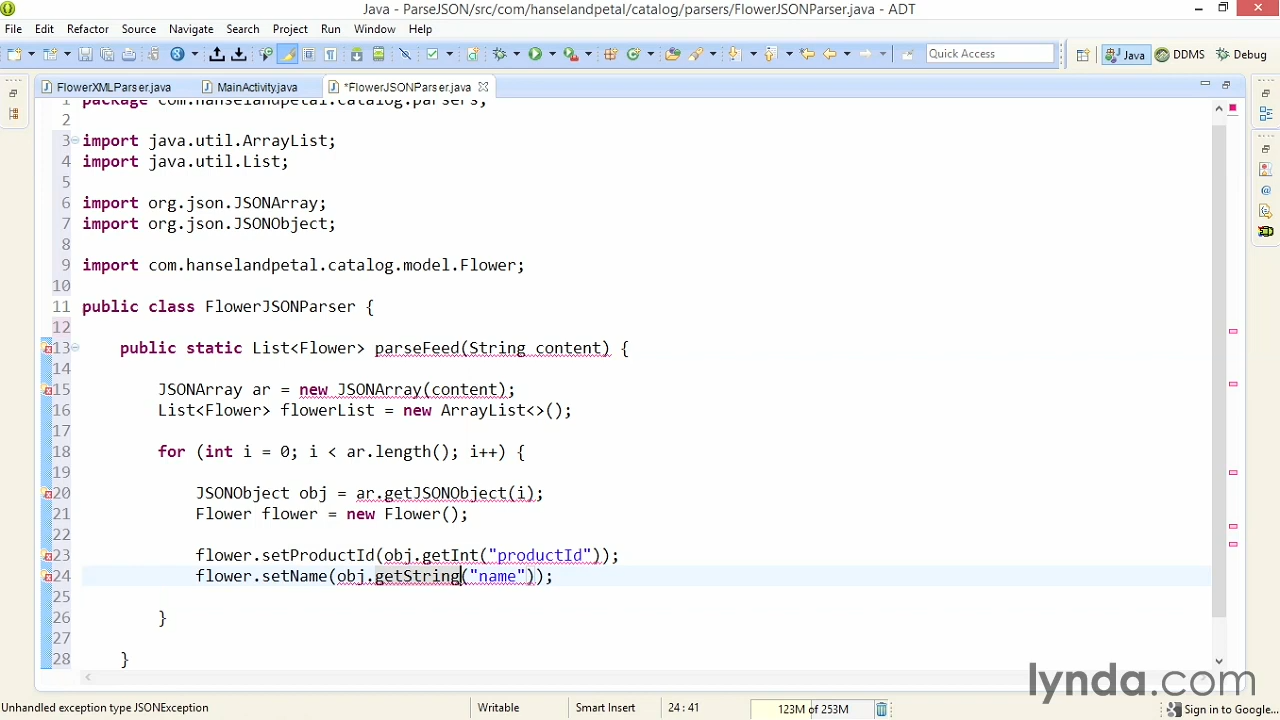 Java - ParseJSON/src/com/hanselandpetal/catalog/parsers/FlowerJSONParser.java - ADT
File Edit Refactor Source Navigate Search Project Run Window Help
Quick Access Java DDMS Debug
FlowerXMLParser.java MainActivity.java *FlowerJSONParser.java
1 package com.hanselandpetal.catalog.parsers;
2
3 import java.util.ArrayList;
4 import java.util.List;
5
6 import org.json.JSONArray;
7 import org.json.JSONObject;
8
9 import com.hanselandpetal.catalog.model.Flower;
10
11 public class FlowerJSONParser {
12
13 public static List<Flower> parseFeed(String content) {
14
15 JSONArray ar = new JSONArray(content);
16 List<Flower> flowerList = new ArrayList<>();
17
18 for (int i = 0; i < ar.length(); i++) {
19
20 JSONObject obj = ar.getJSONObject(i);
21 Flower flower = new Flower();
22
23 flower.setProductId(obj.getInt("productId"));
24 flower.setName(obj.getString("name"));
25
26 }
27
28 }
lynda.com
Unhandled exception type JSONException Writable Smart Insert 24 : 41 123M of 253M Sign in to Google...